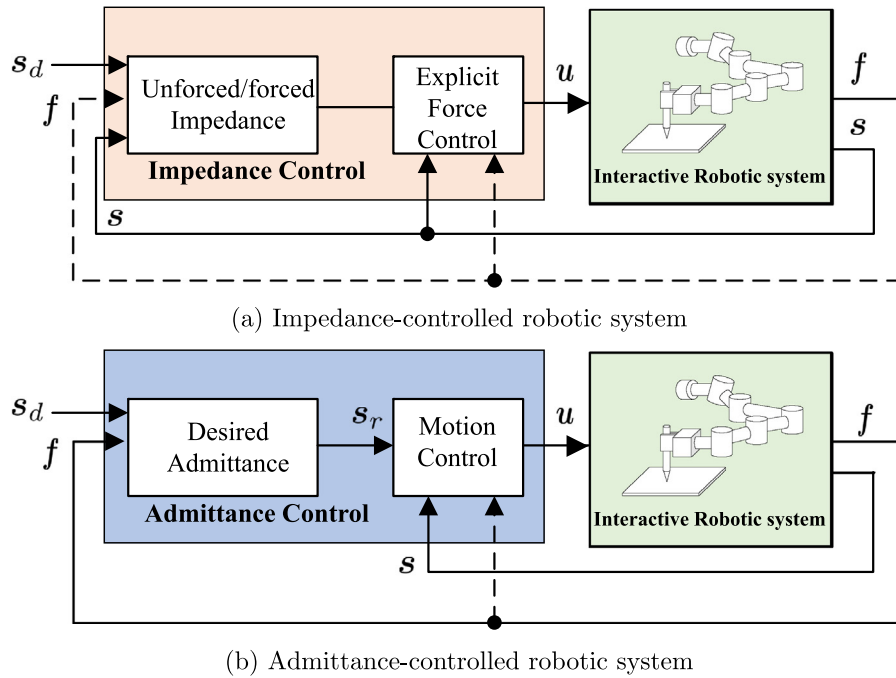 s_d
f
s
Unforced/forced
Impedance
Explicit
Force
Control
Impedance Control
u
Interactive Robotic system
f
s
(a) Impedance-controlled robotic system
s_d
f
Desired
Admittance
s_r
Motion
Control
Admittance Control
s
u
Interactive Robotic system
f
(b) Admittance-controlled robotic system